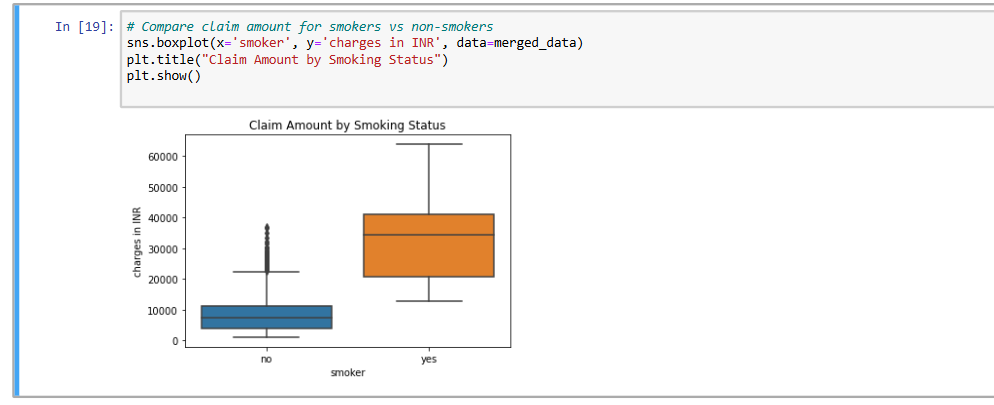 In [19]: # Compare claim amount for smokers vs non-smokers
sns.boxplot(x='smoker', y='charges in INR', data=merged_data)
plt.title("Claim Amount by Smoking Status")
plt.show()
Claim Amount by Smoking Status
60000
50000
40000
30000
20000
10000
0
charges in INR
no yes
smoker